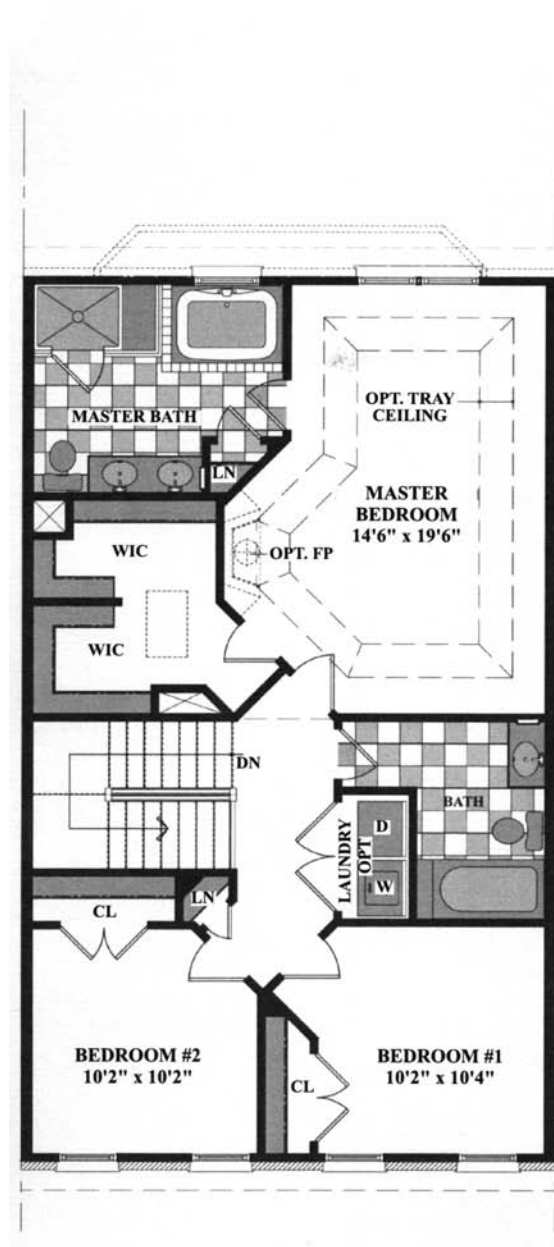 OPT. TRAY
CEILING
MASTER BATH
LN
MASTER
BEDROOM
14'6" x 19'6"
OPT. FP
WIC
WIC
DN
BATH
LAUNDRY
OPT
D
W
LN
CL
BEDROOM #2
10'2" x 10'2"
BEDROOM #1
10'2" x 10'4"
CL